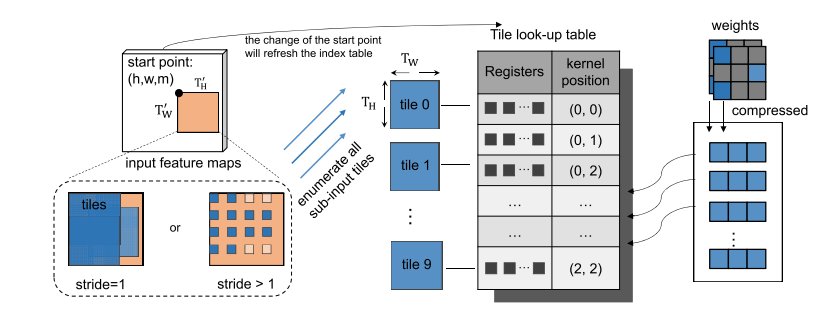 the change of the start point
will refresh the index table
Tile look-up table
weights
start point:
(h,w,m)
T′H
T′W
input feature maps
TW
TH
tile 0
tile 1
⋮
tile 9
enumerate all
sub-input tiles
Registers
kernel
position
··· (0, 0)
··· (0, 1)
··· (0, 2)
... ...
... ...
··· (2, 2)
compressed
⋮
tiles
or
stride=1
stride > 1